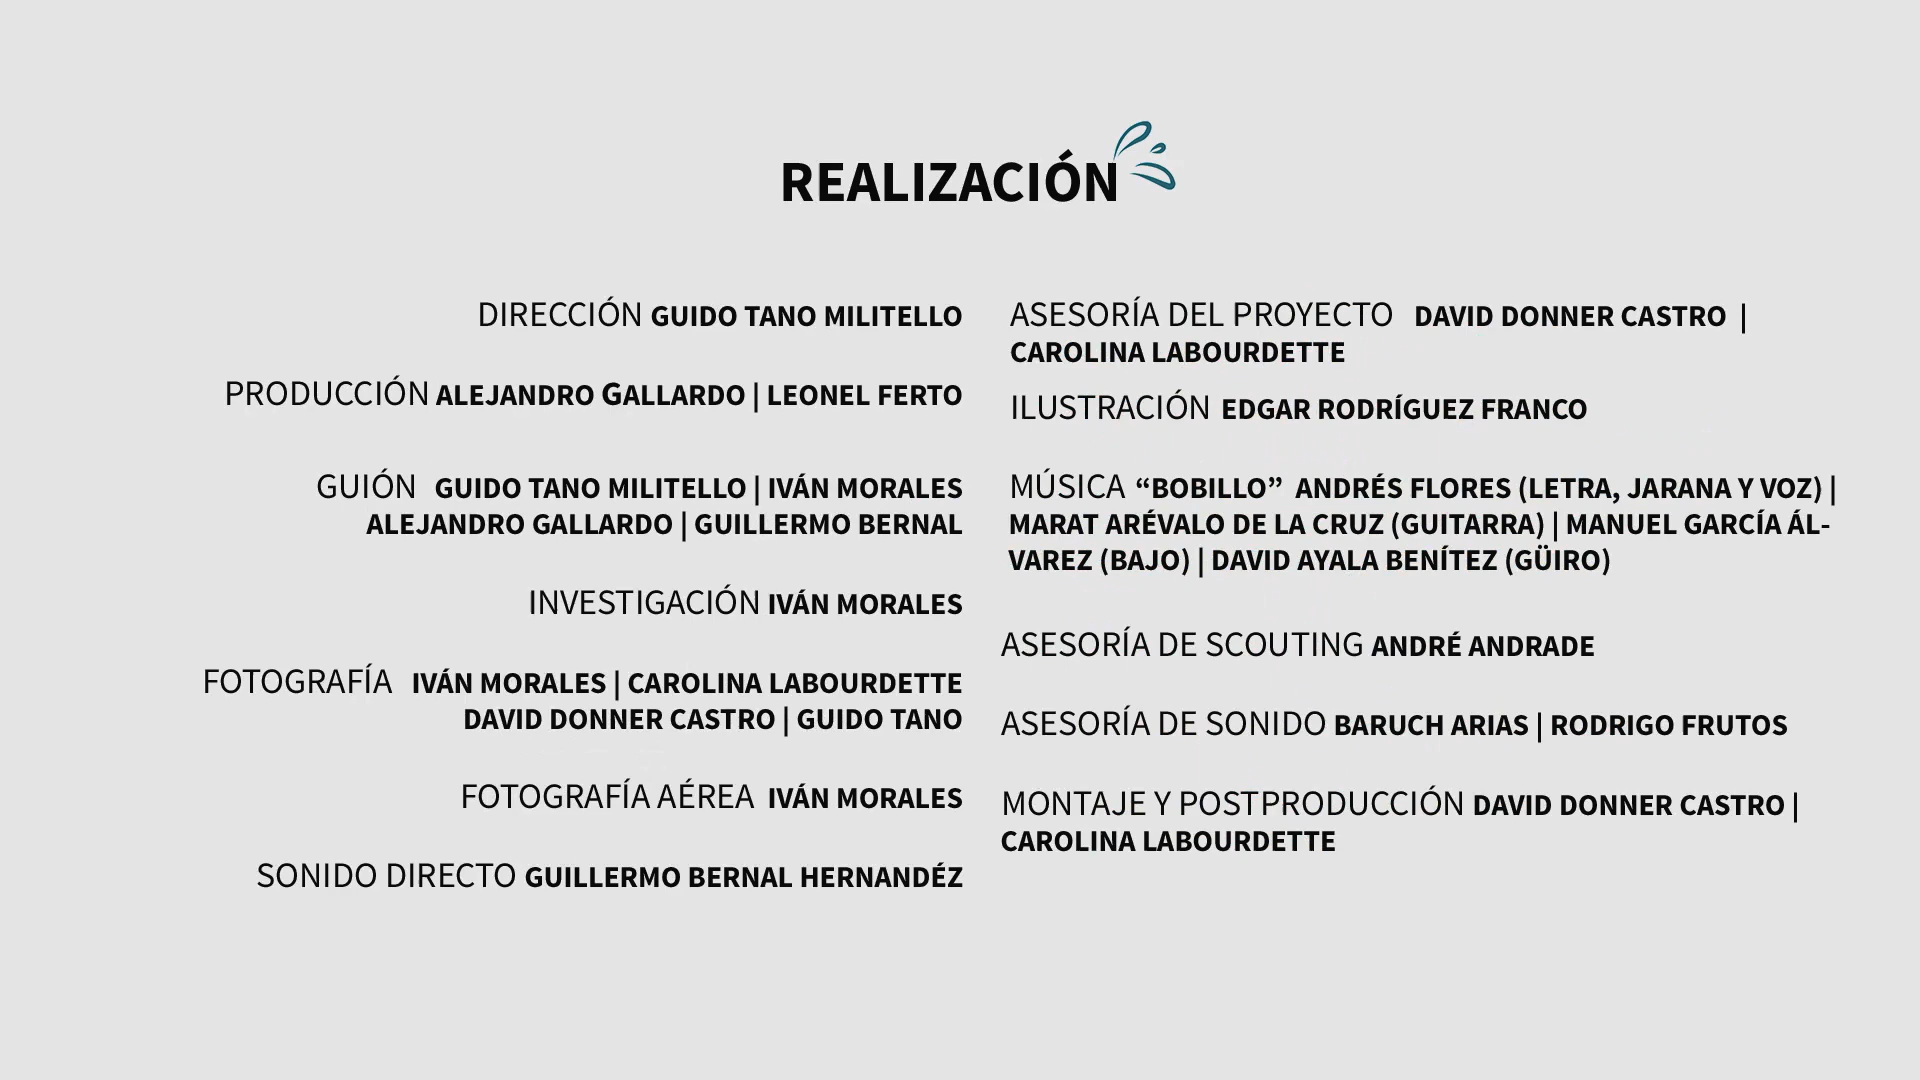 REALIZACIÓN
DIRECCIÓN GUIDO TANO MILITELLO
PRODUCCIÓN ALEJANDRO GALLARDO | LEONEL FERTO
GUIÓN GUIDO TANO MILITELLO | IVÁN MORALES
ALEJANDRO GALLARDO | GUILLERMO BERNAL
INVESTIGACIÓN IVÁN MORALES
FOTOGRAFÍA IVÁN MORALES | CAROLINA LABOURDETTE
DAVID DONNER CASTRO | GUIDO TANO
FOTOGRAFÍA AÉREA IVÁN MORALES
SONIDO DIRECTO GUILLERMO BERNAL HERNANDÉZ
ASESORÍA DEL PROYECTO DAVID DONNER CASTRO |
CAROLINA LABOURDETTE
ILUSTRACIÓN EDGAR RODRÍGUEZ FRANCO
MÚSICA “BOBILLO” ANDRÉS FLORES (LETRA, JARANA Y VOZ) |
MARAT ARÉVALO DE LA CRUZ (GUITARRA) | MANUEL GARCÍA ÁL-
VAREZ (BAJO) | DAVID AYALA BENÍTEZ (GÜIRO)
ASESORÍA DE SCOUTING ANDRÉ ANDRADE
ASESORÍA DE SONIDO BARUCH ARIAS | RODRIGO FRUTOS
MONTAJE Y POSTPRODUCCIÓN DAVID DONNER CASTRO |
CAROLINA LABOURDETTE